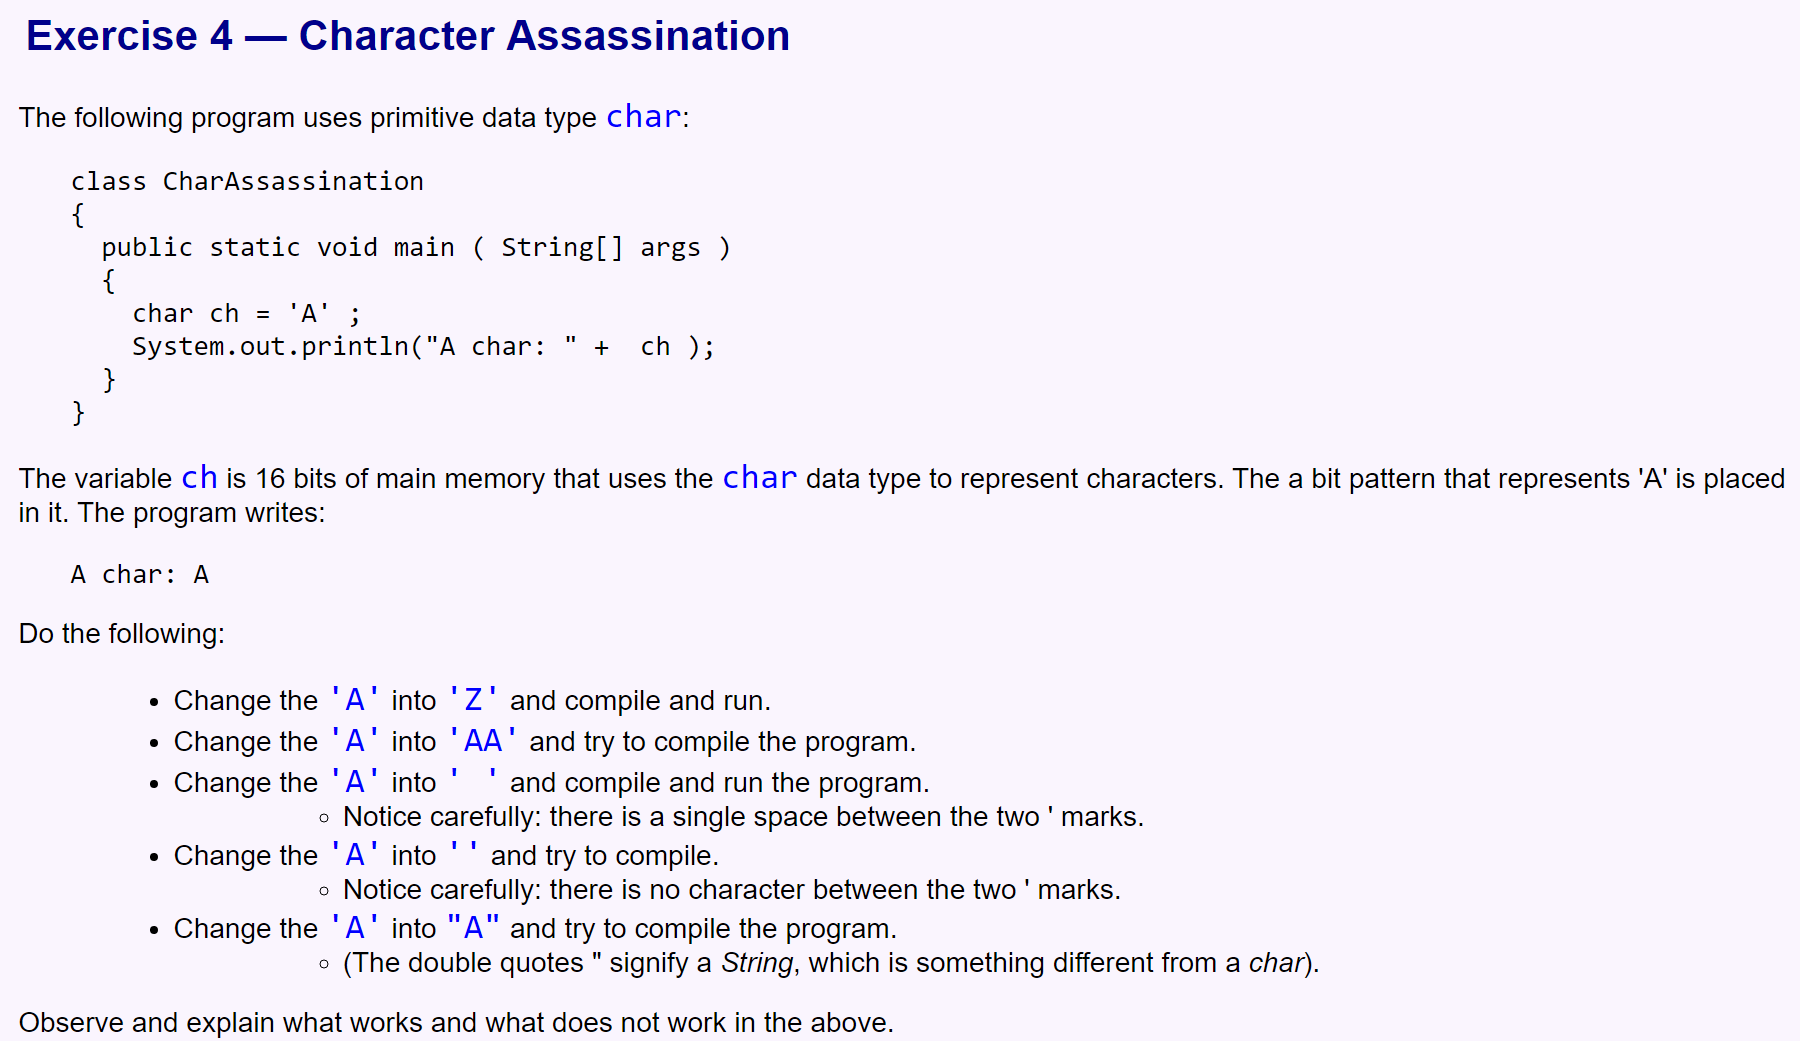 Exercise 4 — Character Assassination
The following program uses primitive data type char:
class CharAssassination
{
  public static void main ( String[] args )
  {
    char ch = 'A' ;
    System.out.println("A char: " +  ch );
  }
}
The variable ch is 16 bits of main memory that uses the char data type to represent characters. The a bit pattern that represents 'A' is placed
in it. The program writes:
A char: A
Do the following:
• Change the 'A' into 'Z' and compile and run.
• Change the 'A' into 'AA' and try to compile the program.
• Change the 'A' into ' ' and compile and run the program.
◦ Notice carefully: there is a single space between the two ' marks.
• Change the 'A' into '' and try to compile.
◦ Notice carefully: there is no character between the two ' marks.
• Change the 'A' into "A" and try to compile the program.
◦ (The double quotes " signify a String, which is something different from a char).
Observe and explain what works and what does not work in the above.